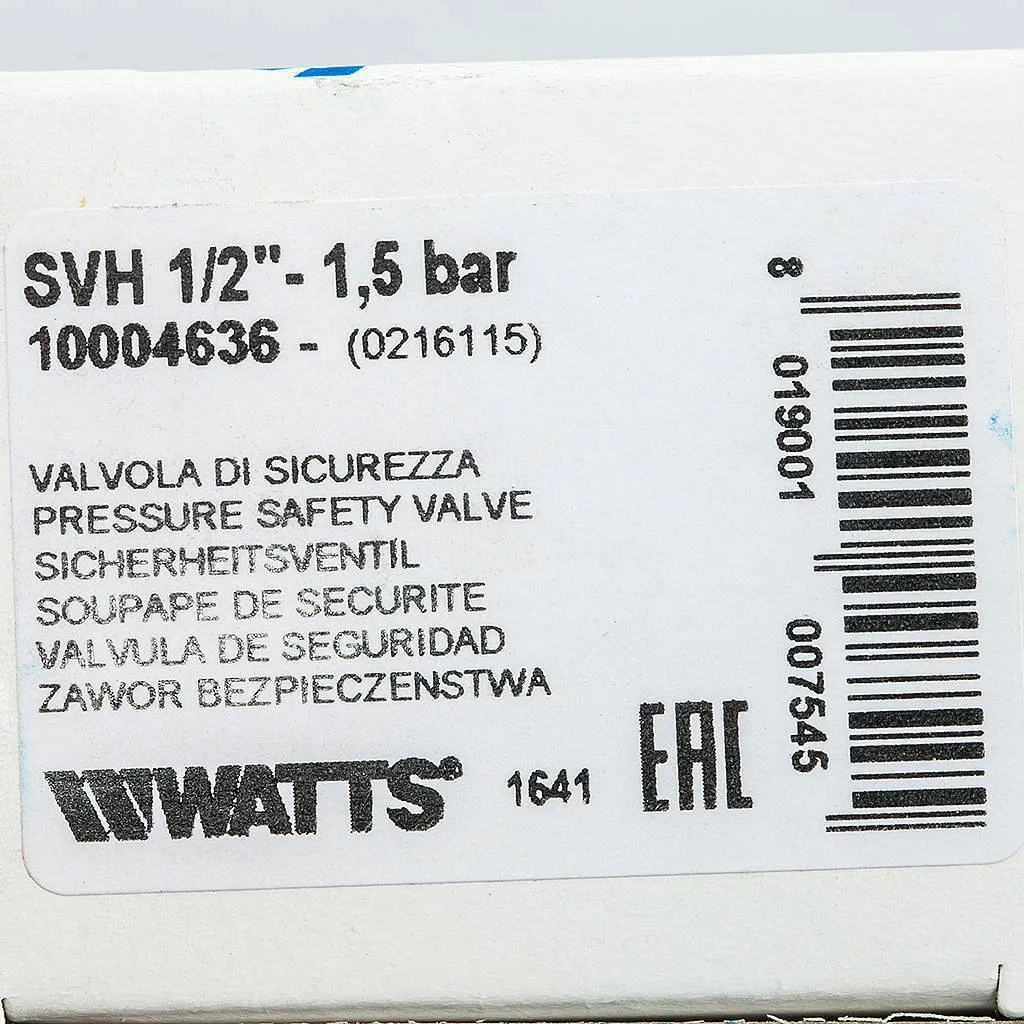 SVH 1/2"- 1,5 bar
10004636 - (0216115)
VALVOLA DI SICUREZZA
PRESSURE SAFETY VALVE
SICHERHEITSVENTIL
SOUPAPE DE SECURITE
VALVULA DE SEGURIDAD
ZAWOR BEZPIECZENSTWA
WATTS®
1641
EAC
8 019001 007545